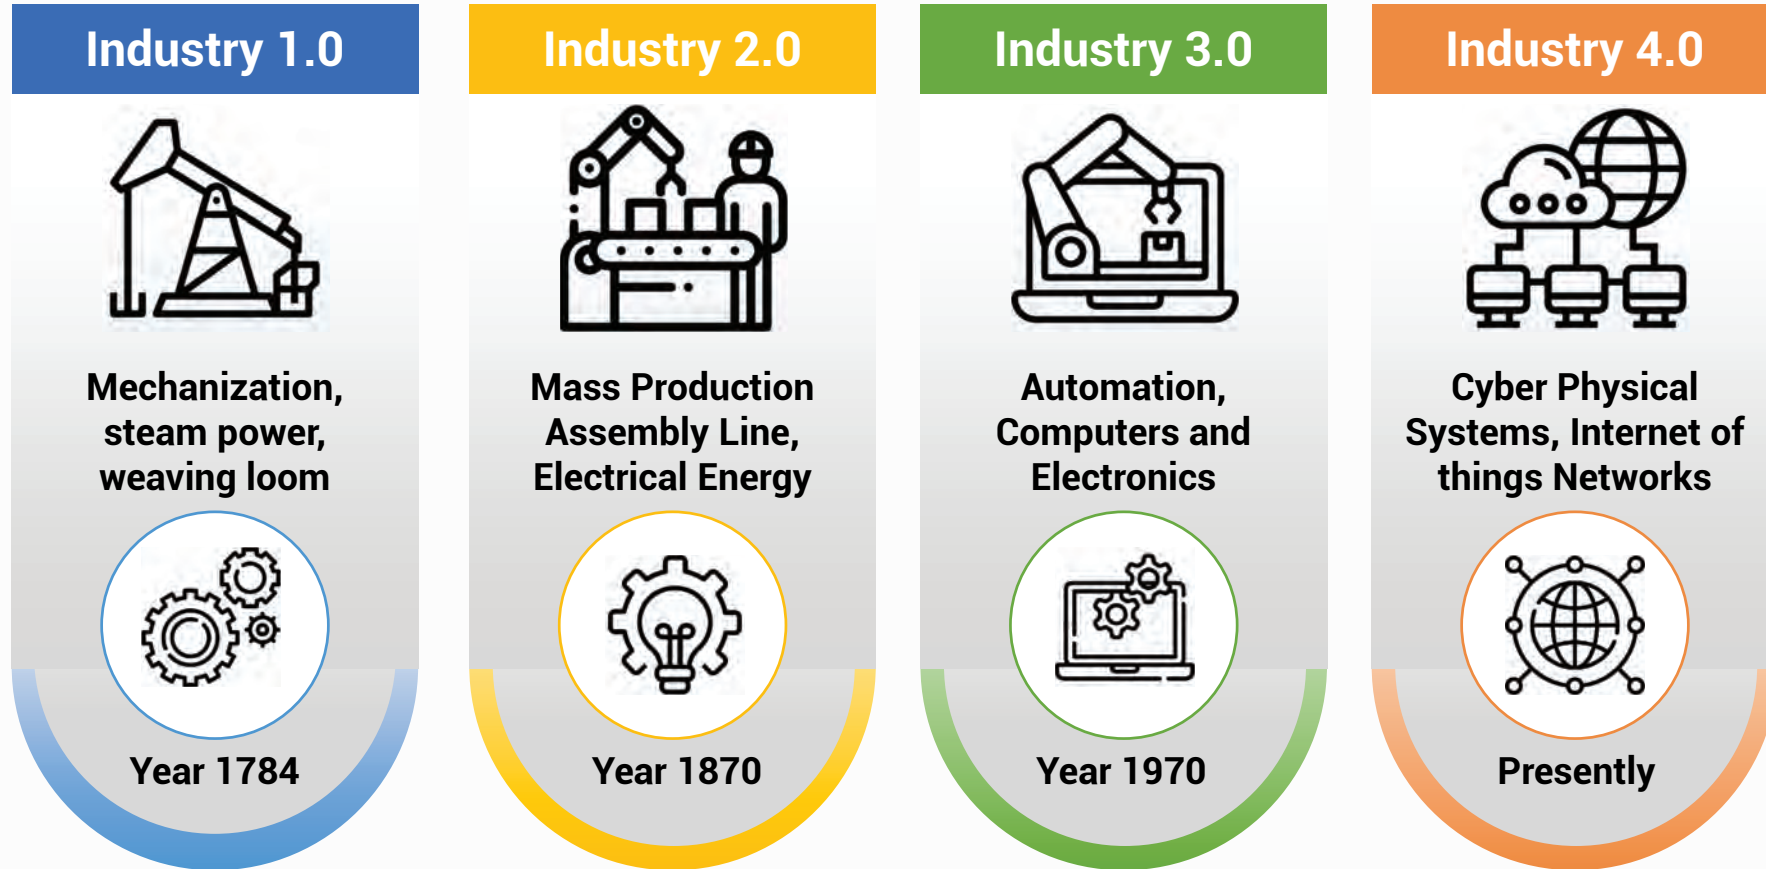 Industry 1.0
Mechanization,
steam power,
weaving loom
Year 1784
Industry 2.0
Mass Production
Assembly Line,
Electrical Energy
Year 1870
Industry 3.0
Automation,
Computers and
Electronics
Year 1970
Industry 4.0
Cyber Physical
Systems, Internet of
things Networks
Presently